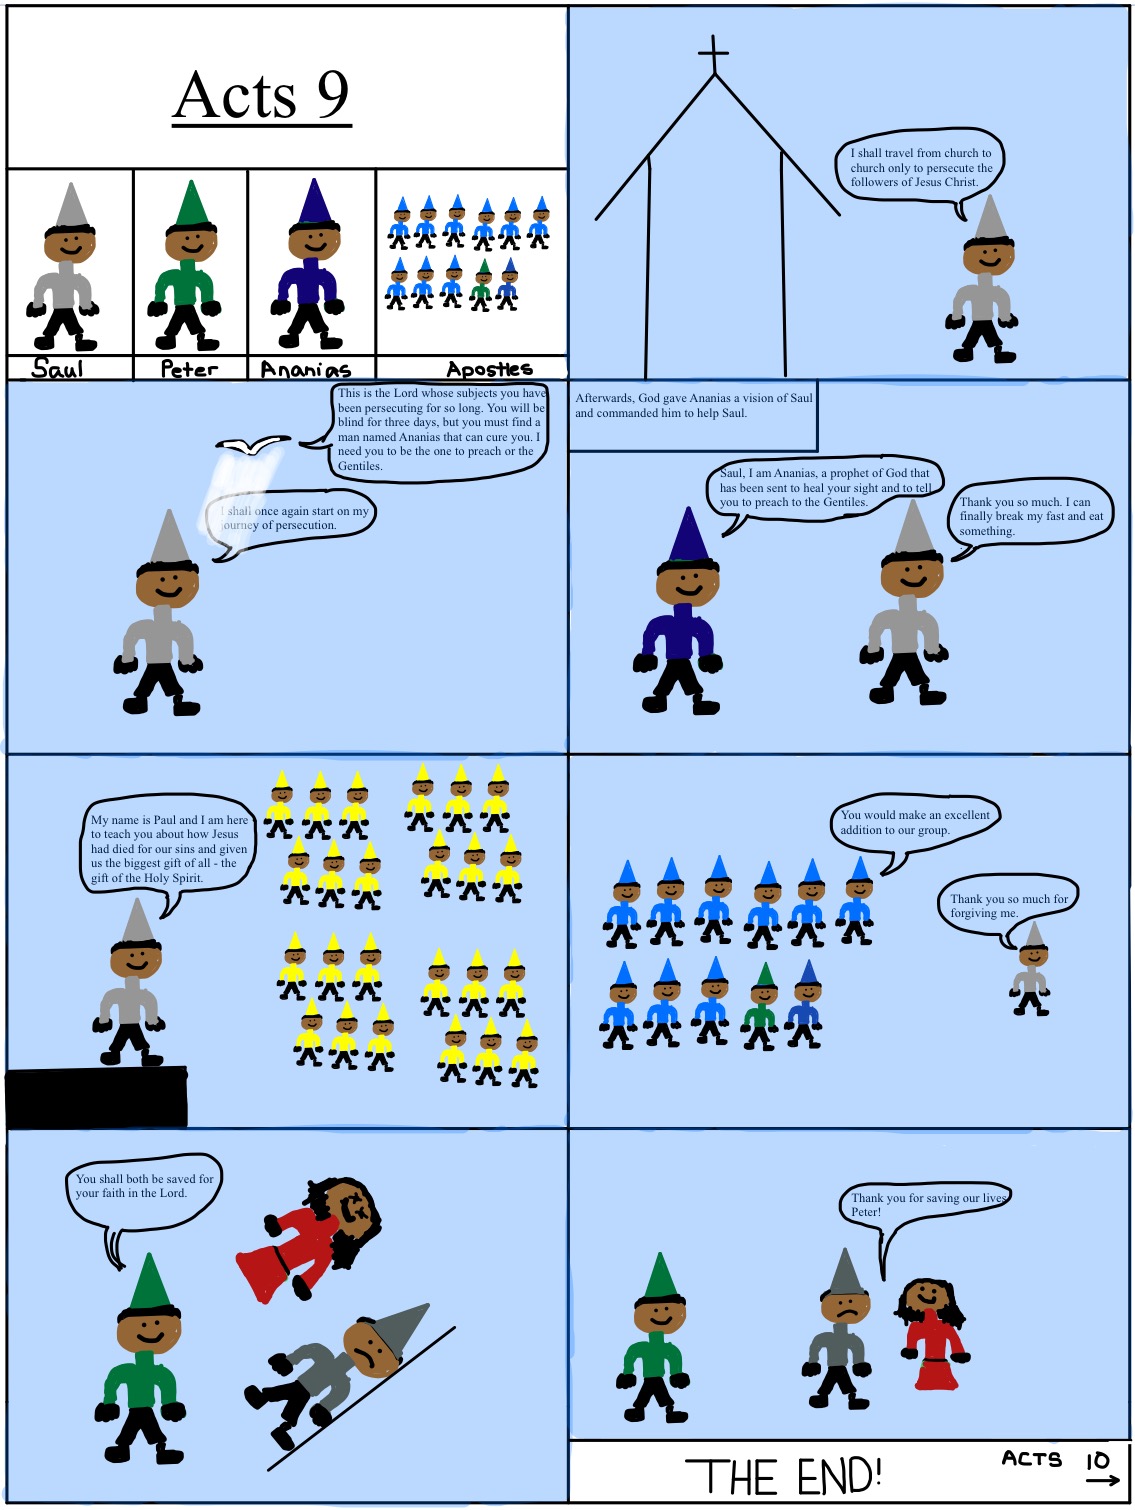 Acts 9
Saul
Peter
Ananias
Apostles
I shall travel from church to
church only to persecute the
followers of Jesus Christ.
This is the Lord whose subjects you have
been persecuting for so long. You will be
blind for three days, but you must find a
man named Ananias that can cure you. I
need you to be the one to preach or the
Gentiles.
I shall once again start on my
journey of persecution.
Afterwards, God gave Ananias a vision of Saul
and commanded him to help Saul.
Saul, I am Ananias, a prophet of God that
has been sent to heal your sight and to tell
you to preach to the Gentiles.
Thank you so much. I can
finally break my fast and eat
something.
My name is Paul and I am here
to teach you about how Jesus
had died for our sins and given
us the biggest gift of all - the
gift of the Holy Spirit.
You would make an excellent
addition to our group.
Thank you so much for
forgiving me.
You shall both be saved for
your faith in the Lord.
Thank you for saving our lives
Peter!
THE END!
ACTS 10